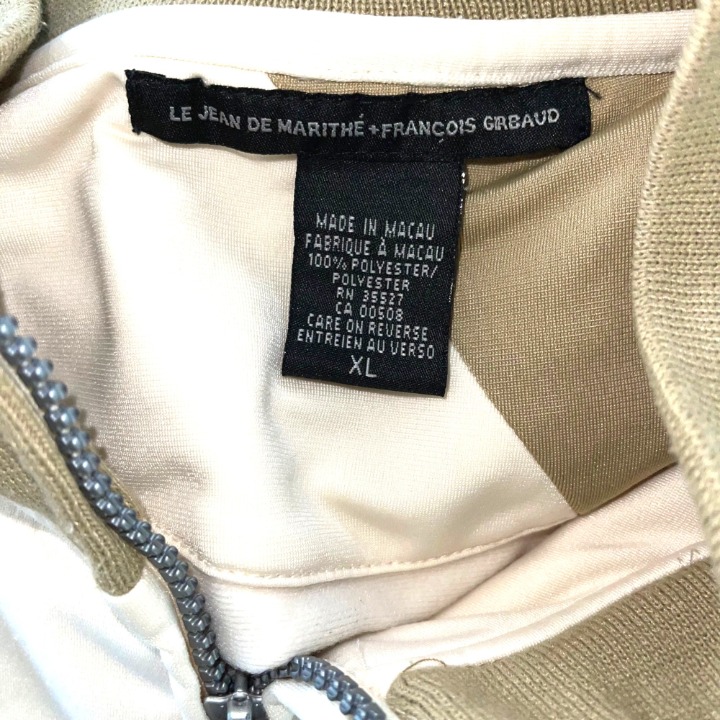 LE JEAN DE MARITHÉ+FRANCOIS GIRBAUD
MADE IN MACAU
FABRIQUE À MACAU
100% POLYESTER/
POLYESTER
RN 35527
CA 00508
CARE ON REVERSE
ENTREIEN AU VERSO
XL